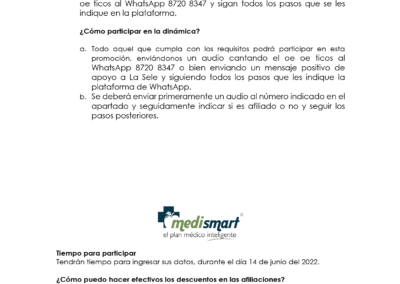 oe ticos al WhatsApp 8720 8347 y sigan todos los pasos que se les
indique en la plataforma.
¿Cómo participar en la dinámica?
a. Todo aquel que cumpla con los requisitos podrá participar en esta
promoción, enviándonos un audio cantando el oe oe ticos al
WhatsApp 8720 8347 o bien enviando un mensaje positivo de
apoyo a La Sele y siguiendo todos los pasos que les indique la
plataforma de WhatsApp.
b. Se deberá enviar primeramente un audio al número indicado en el
apartado y seguidamente indicar si es afiliado o no y seguir los
pasos posteriores.
medismart
el plan médico inteligente
Tiempo para participar
Tendrán tiempo para ingresar sus datos, durante el día 14 de junio del 2022.
¿Cómo puedo hacer efectivos los descuentos en las afiliaciones?